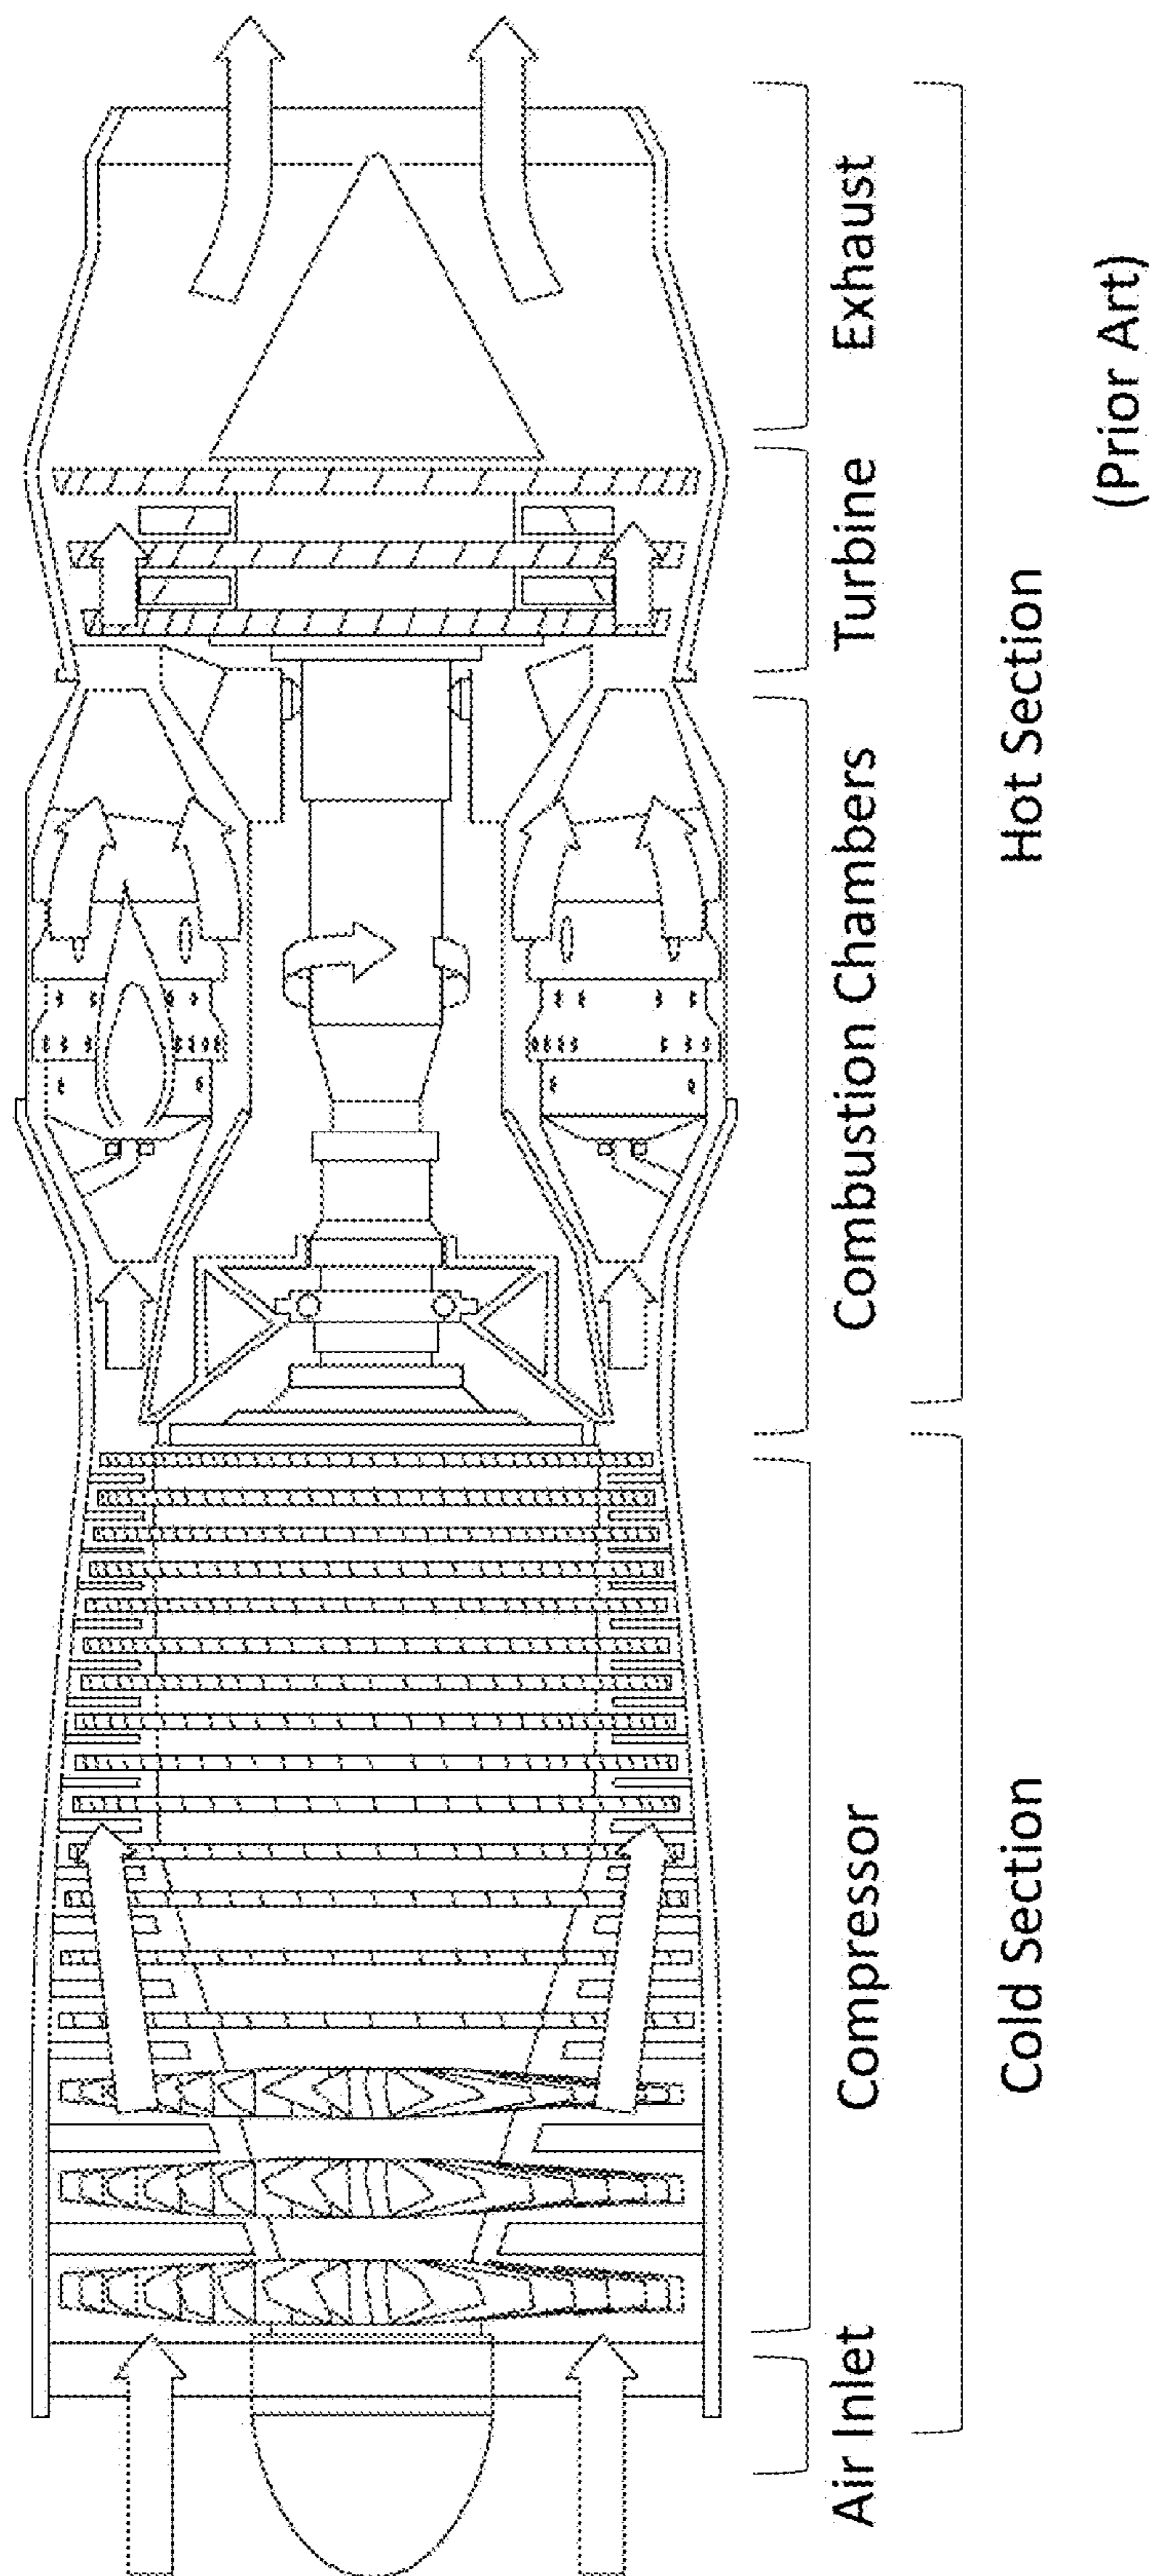 Air Inlet
Compressor
Combustion Chambers
Turbine
Exhaust
Cold Section
Hot Section
(Prior Art)